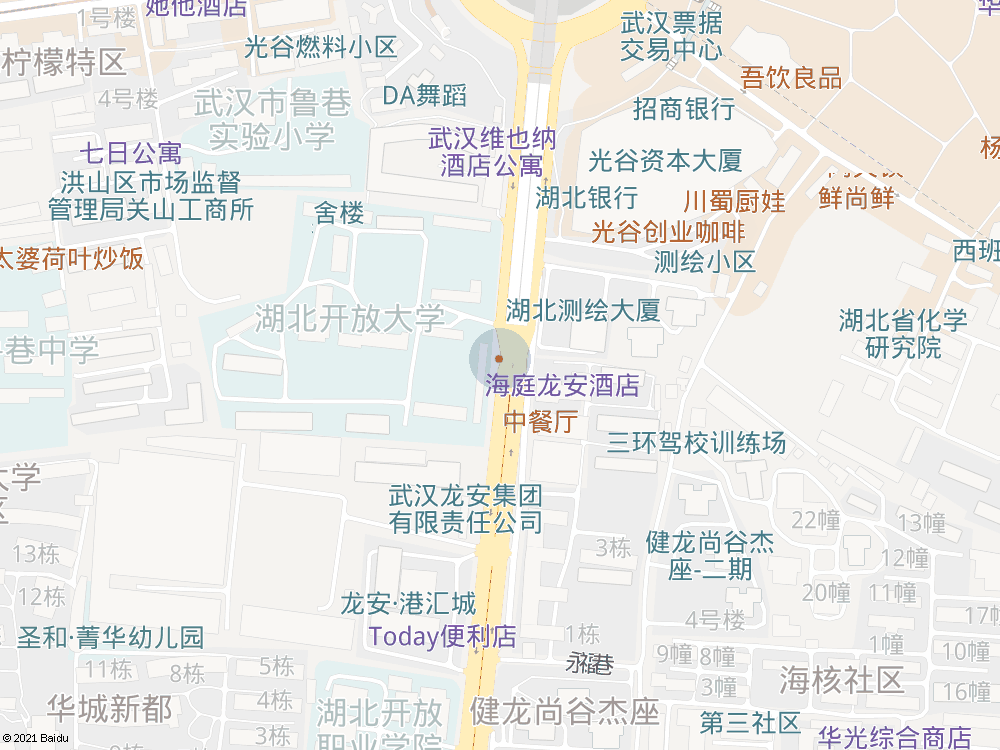 她他酒店
1号楼
华
武汉票据
交易中心
光谷燃料小区
柠檬特区
吾饮良品
4号楼
DA舞蹈
武汉市鲁巷
实验小学
招商银行
武汉维也纳
酒店公寓
杨
七日公寓
光谷资本大厦
洪山区市场监督
管理局关山工商所
湖北银行
川蜀厨娃
鲜尚鲜
舍楼
光谷创业咖啡
测绘小区
西班
太婆荷叶炒饭
湖北测绘大厦
湖北开放大学
湖北省化学
研究院
巷中学
海庭龙安酒店
中餐厅
三环驾校训练场
大学
区
武汉龙安集团
有限责任公司
22幢
13幢
13栋
3栋
健龙尚谷杰
座-二期
12幢
12栋
20幢
11幢
龙安·港汇城
4号楼
17幢
圣和·菁华幼儿园
Today便利店
1栋
1幢
永福巷
9幢
8幢
10幢
11栋
8栋
5栋
3幢
海核社区
16幢
4栋
华城新都
湖北开放
职业学院
健龙尚谷杰座
第三社区
3栋
光谷综合商店
© 2021 Baidu